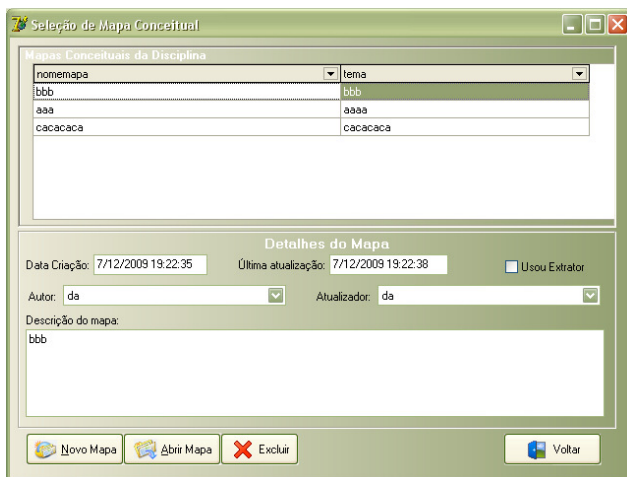 Seleção de Mapa Conceitual
Mapas Conceituais da Disciplina
nomemapa tema
bbb bbb
aaa aaaa
cacacaca cacacaca
Detalhes do Mapa
Data Criação: 7/12/2009 19:22:35 Última atualização: 7/12/2009 19:22:38 Usou Extrator
Autor: da Atualizador: da
Descrição do mapa:
bbb
Novo Mapa Abrir Mapa Excluir Voltar